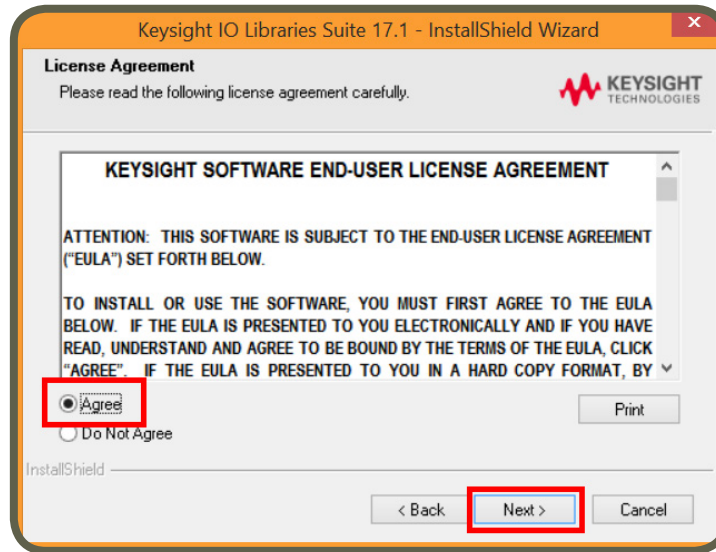 Keysight IO Libraries Suite 17.1 - InstallShield Wizard
x
License Agreement
Please read the following license agreement carefully.
KEYSIGHT
TECHNOLOGIES
KEYSIGHT SOFTWARE END-USER LICENSE AGREEMENT
ATTENTION: THIS SOFTWARE IS SUBJECT TO THE END-USER LICENSE AGREEMENT
("EULA") SET FORTH BELOW.
TO INSTALL OR USE THE SOFTWARE, YOU MUST FIRST AGREE TO THE EULA
BELOW. IF THE EULA IS PRESENTED TO YOU ELECTRONICALLY AND IF YOU HAVE
READ, UNDERSTAND AND AGREE TO BE BOUND BY THE TERMS OF THE EULA, CLICK
"AGREE". IF THE EULA IS PRESENTED TO YOU IN A HARD COPY FORMAT, BY
Agree
Print
Do Not Agree
InstallShield
< Back
Next >
Cancel